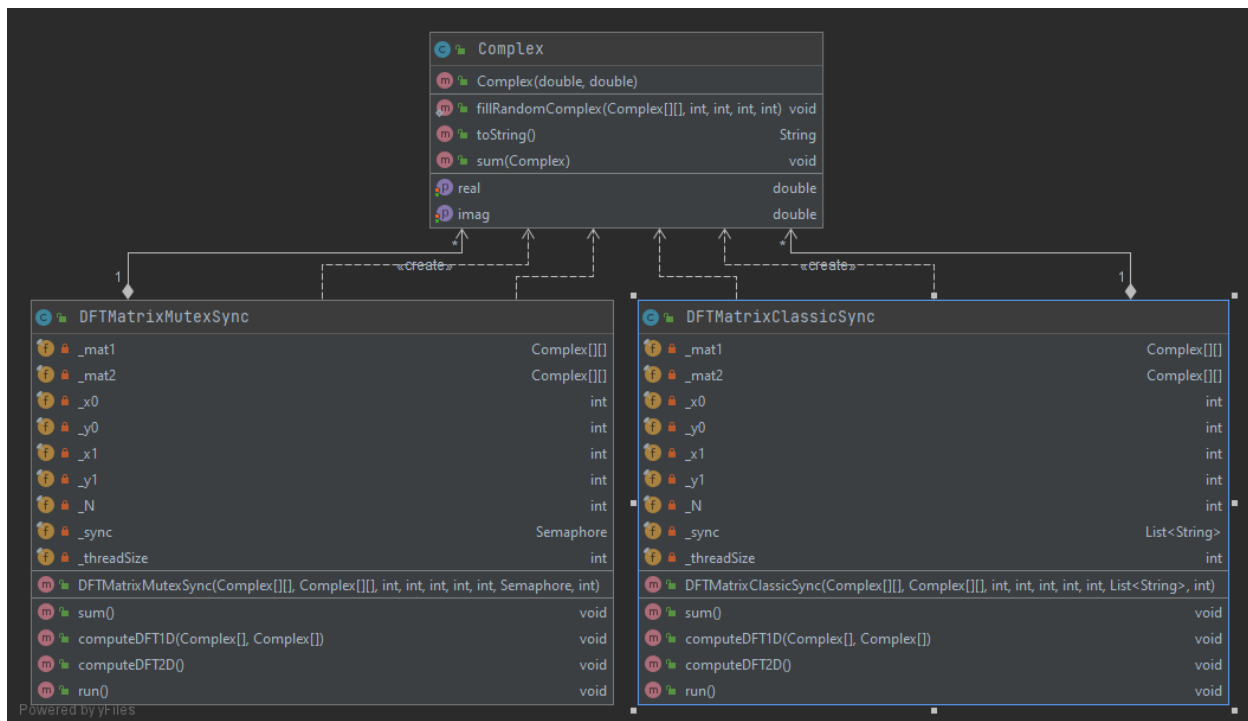 Complex
Complex(double, double)
fillRandomComplex(Complex[][], int, int, int, int) void
toString() String
sum(Complex) void
real double
imag double
* *
«create» «create»
1 1
DFTMatrixMutexSync
_mat1 Complex[][]
_mat2 Complex[][]
_x0 int
_y0 int
_x1 int
_y1 int
_N int
_sync Semaphore
_threadSize int
DFTMatrixMutexSync(Complex[][], Complex[][], int, int, int, int, int, Semaphore, int)
sum() void
computeDFT1D(Complex[], Complex[]) void
computeDFT2D() void
run() void
DFTMatrixClassicSync
_mat1 Complex[][]
_mat2 Complex[][]
_x0 int
_y0 int
_x1 int
_y1 int
_N int
_sync List<String>
_threadSize int
DFTMatrixClassicSync(Complex[][], Complex[][], int, int, int, int, int, List<String>, int)
sum() void
computeDFT1D(Complex[], Complex[]) void
computeDFT2D() void
run() void
Powered by yFiles